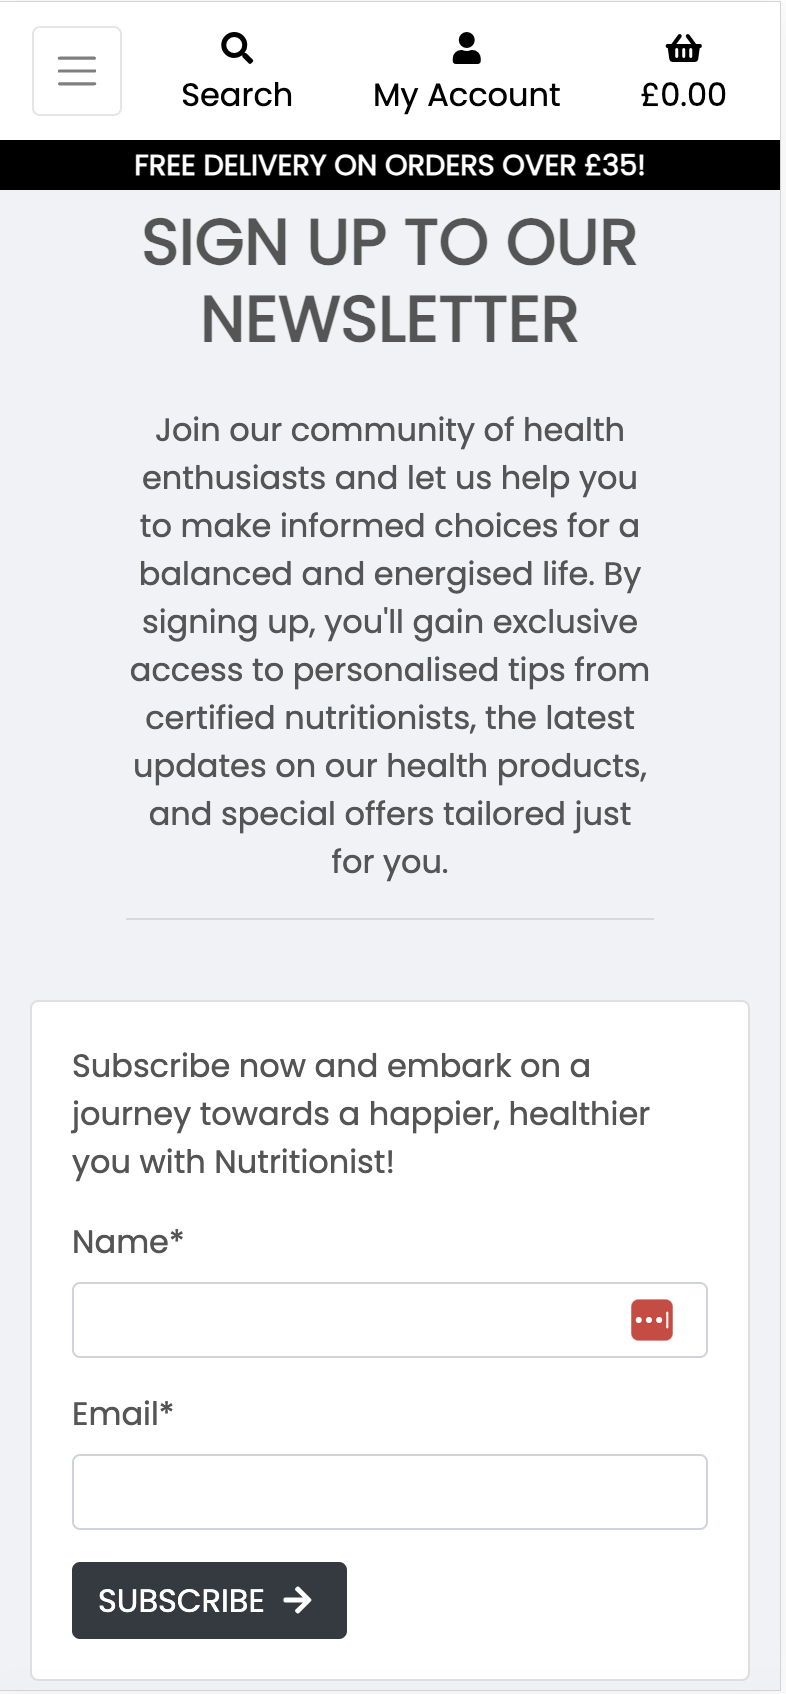 Search
My Account
£0.00
FREE DELIVERY ON ORDERS OVER £35!
SIGN UP TO OUR
NEWSLETTER
Join our community of health
enthusiasts and let us help you
to make informed choices for a
balanced and energised life. By
signing up, you'll gain exclusive
access to personalised tips from
certified nutritionists, the latest
updates on our health products,
and special offers tailored just
for you.
Subscribe now and embark on a
journey towards a happier, healthier
you with Nutritionist!
Name*
Email*
SUBSCRIBE